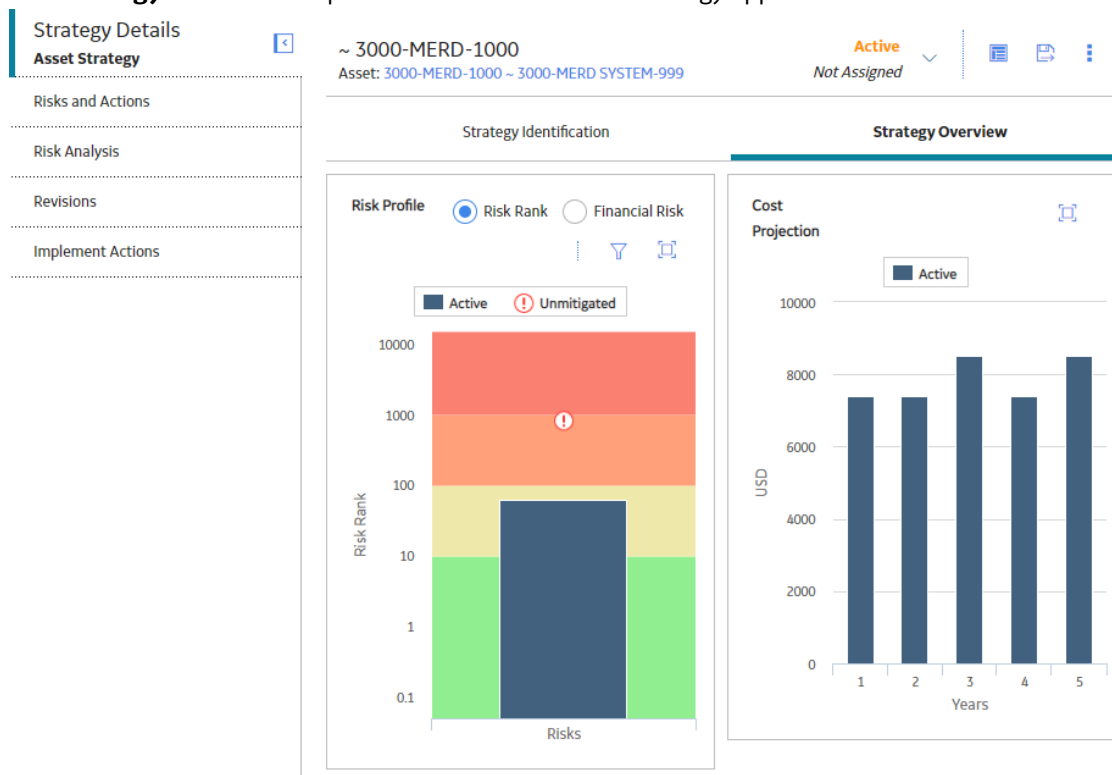 Strategy Details
Asset Strategy
Risks and Actions
Risk Analysis
Revisions
Implement Actions
~ 3000-MERD-1000
Asset: 3000-MERD-1000 ~ 3000-MERD SYSTEM-999
Active
Not Assigned
Strategy Identification
Strategy Overview
Risk Profile
Risk Rank
Financial Risk
Active
Unmitigated
10000
1000
100
10
1
0.1
Risk Rank
Risks
Cost
Projection
Active
10000
8000
6000
4000
2000
0
USD
1 2 3 4 5
Years